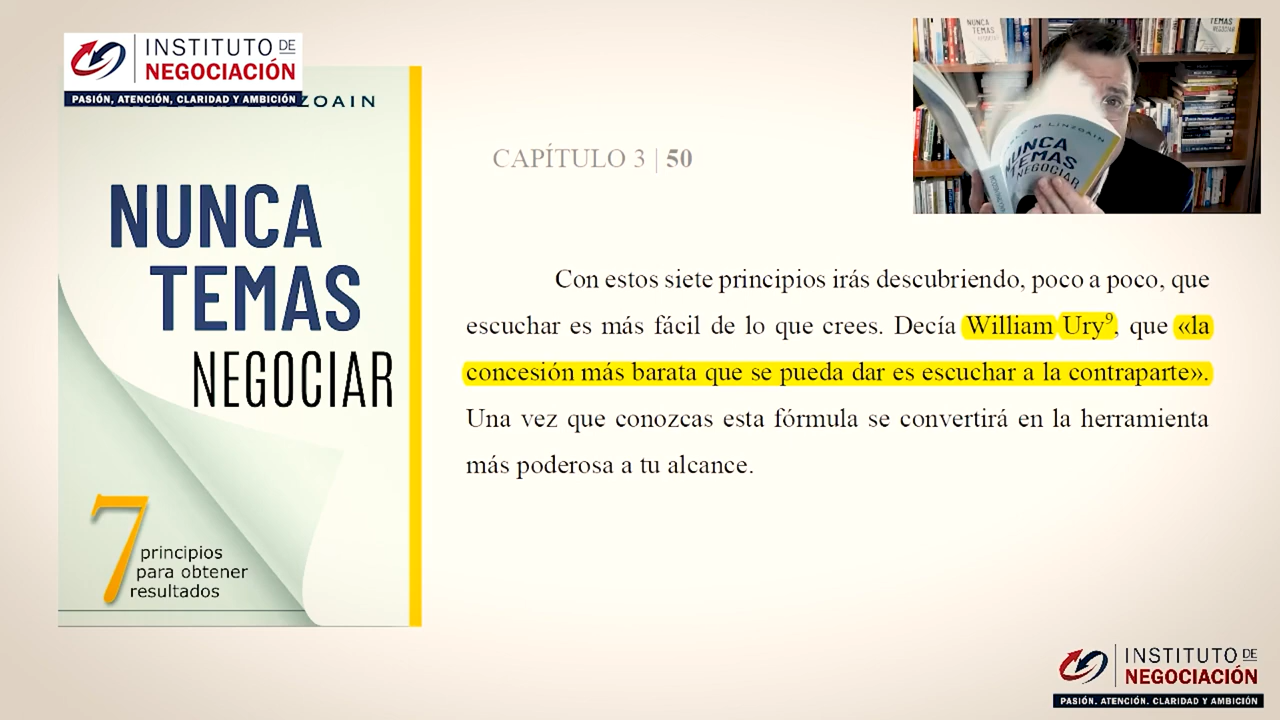 INSTITUTO DE
NEGOCIACIÓN
PASIÓN, ATENCIÓN, CLARIDAD Y AMBICIÓN
ZOAIN
NUNCA
TEMAS
NEGOCIAR
7
principios
para obtener
resultados
CAPÍTULO 3 | 50
Con estos siete principios irás descubriendo, poco a poco, que
escuchar es más fácil de lo que crees. Decía William Ury⁹, que «la
concesión más barata que se pueda dar es escuchar a la contraparte».
Una vez que conozcas esta fórmula se convertirá en la herramienta
más poderosa a tu alcance.
NUNCA
TEMAS
M. LINZOAIN
NUNCA
TEMAS
NEGOCIAR
INSTITUTO DE
NEGOCIACIÓN
PASIÓN, ATENCIÓN, CLARIDAD Y AMBICIÓN